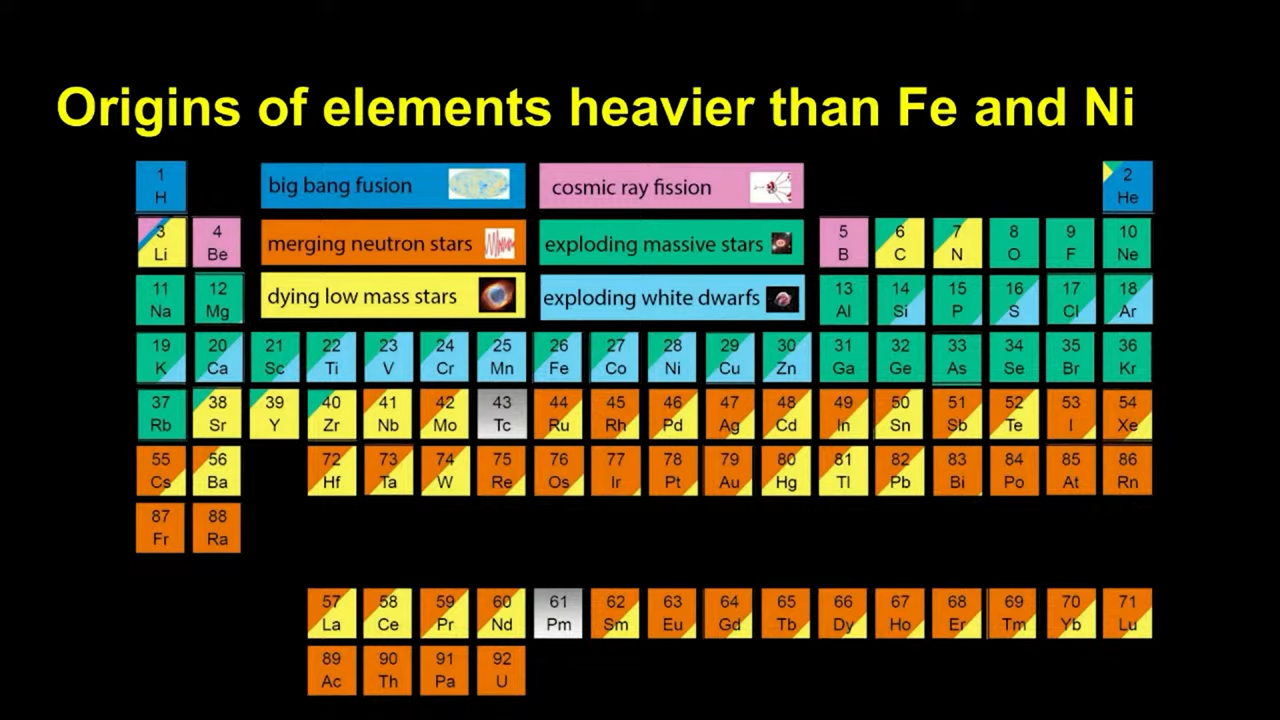 Origins of elements heavier than Fe and Ni
1 big bang fusion cosmic ray fission 2
H He
3 4 merging neutron stars exploding massive stars 5 6 7 8 9 10
Li Be B C N O F Ne
11 12 dying low mass stars exploding white dwarfs 13 14 15 16 17 18
Na Mg Al Si P S Cl Ar
19 20 21 22 23 24 25 26 27 28 29 30 31 32 33 34 35 36
K Ca Sc Ti V Cr Mn Fe Co Ni Cu Zn Ga Ge As Se Br Kr
37 38 39 40 41 42 43 44 45 46 47 48 49 50 51 52 53 54
Rb Sr Y Zr Nb Mo Tc Ru Rh Pd Ag Cd In Sn Sb Te I Xe
55 56 72 73 74 75 76 77 78 79 80 81 82 83 84 85 86
Cs Ba Hf Ta W Re Os Ir Pt Au Hg Tl Pb Bi Po At Rn
87 88
Fr Ra
57 58 59 60 61 62 63 64 65 66 67 68 69 70 71
La Ce Pr Nd Pm Sm Eu Gd Tb Dy Ho Er Tm Yb Lu
89 90 91 92
Ac Th Pa U